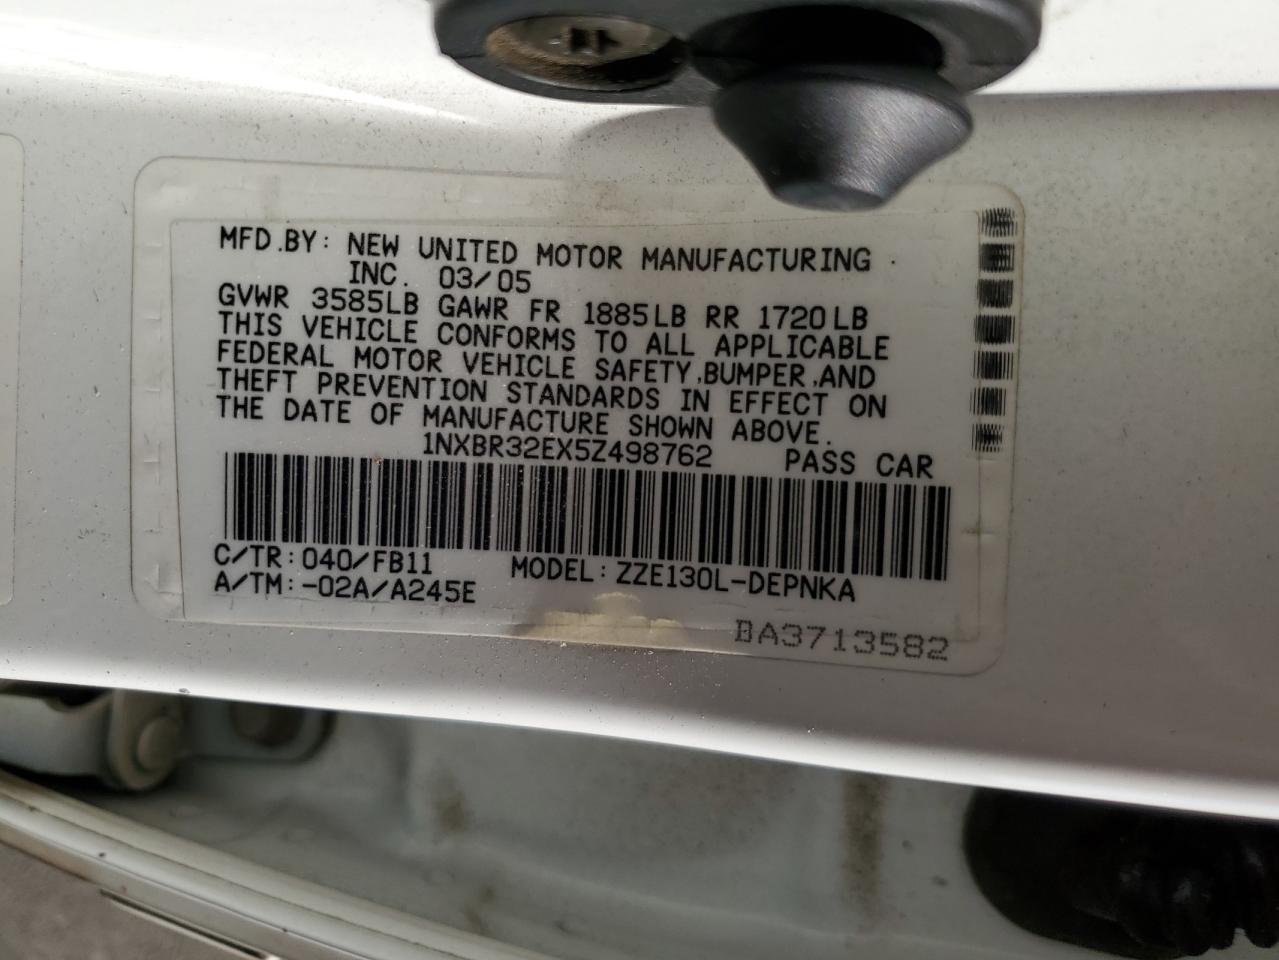 MFD.BY: NEW UNITED MOTOR MANUFACTURING
INC. 03/05
GVWR 3585LB GAWR FR 1885LB RR 1720LB
THIS VEHICLE CONFORMS TO ALL APPLICABLE
FEDERAL MOTOR VEHICLE SAFETY,BUMPER,AND
THEFT PREVENTION STANDARDS IN EFFECT ON
THE DATE OF MANUFACTURE SHOWN ABOVE.
1NXBR32EX5Z498762 PASS CAR
C/TR:040/FB11 MODEL:ZZE130L-DEPNKA
A/TM:-02A/A245E
BA3713582